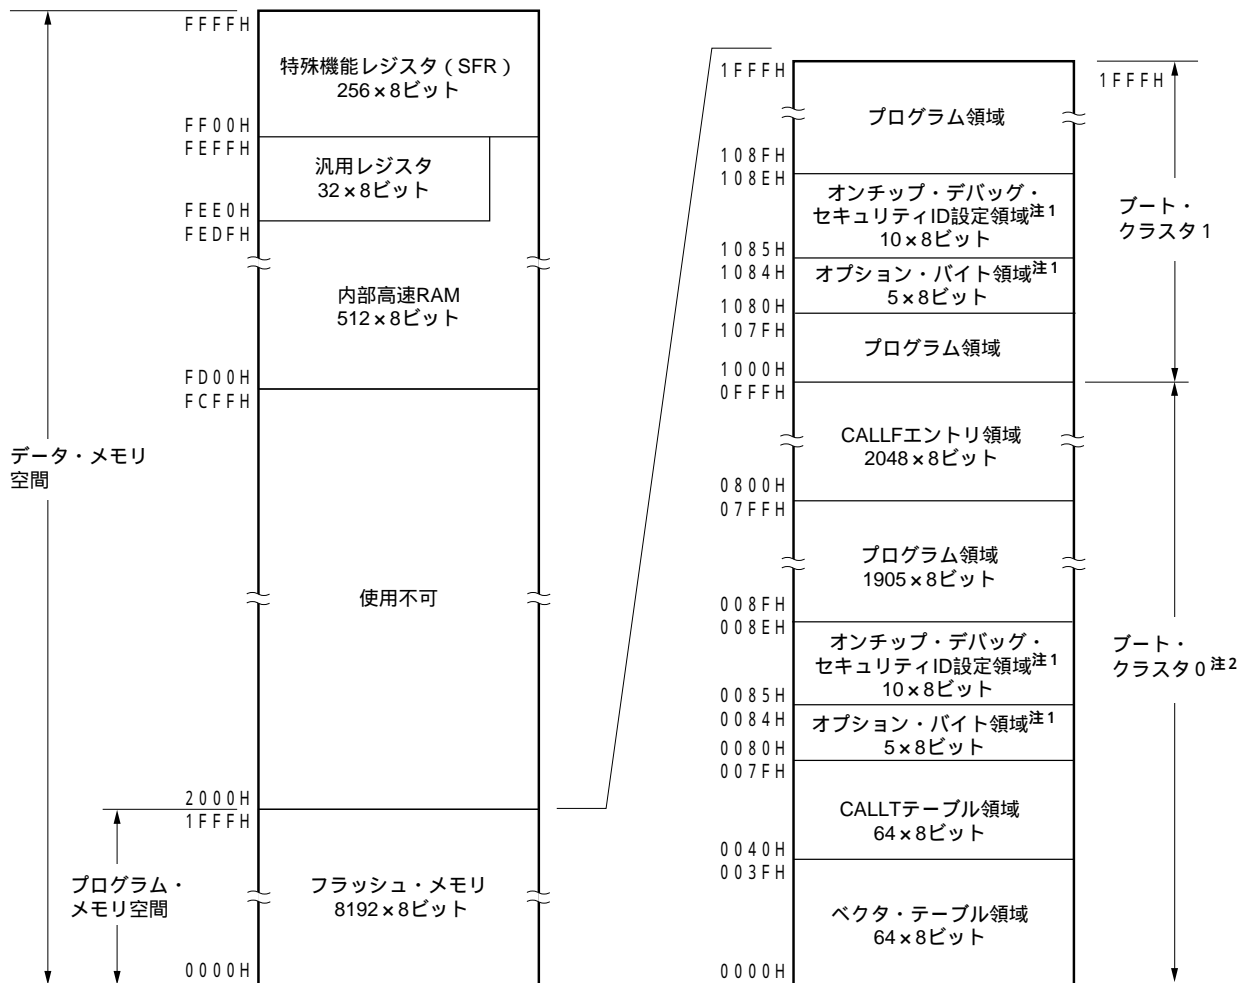 FFFFH
特殊機能レジスタ(SFR)
256×8ビット
FF00H
FEFFH
汎用レジスタ
32×8ビット
FEE0H
FEDFH
内部高速RAM
512×8ビット
FD00H
FCFFH
データ・メモリ
空間
使用不可
2000H
1FFFH
プログラム・
メモリ空間
フラッシュ・メモリ
8192×8ビット
0000H
1FFFH
プログラム領域
108FH
108EH
オンチップ・デバッグ・
セキュリティID設定領域注1
10×8ビット
1085H
1084H
オプション・バイト領域注1
5×8ビット
1080H
107FH
プログラム領域
1000H
0FFFH
CALLFエントリ領域
2048×8ビット
0800H
07FFH
プログラム領域
1905×8ビット
008FH
008EH
オンチップ・デバッグ・
セキュリティID設定領域注1
10×8ビット
0085H
0084H
オプション・バイト領域注1
5×8ビット
0080H
007FH
CALLTテーブル領域
64×8ビット
0040H
003FH
ベクタ・テーブル領域
64×8ビット
0000H
1FFFH
ブート・
クラスタ1
ブート・
クラスタ0注2